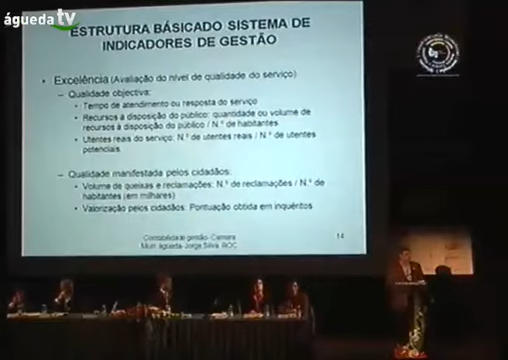 águeda tv
ESTRUTURA BÁSICADO SISTEMA DE
INDICADORES DE GESTÃO
• Excelência (Avaliação do nível de qualidade do serviço)
– Qualidade objectiva:
• Tempo de atendimento ou resposta do serviço
• Recursos à disposição do público: quantidade ou volume de
recursos à disposição do público / N.º de habitantes
• Utentes reais do serviço: N.º de utentes reais / N.º de utentes
potenciais
– Qualidade manifestada pelos cidadãos:
• Volume de queixas e reclamações: N.º de reclamações / N.º de
habitantes (em milhares)
• Valorização pelos cidadãos: Pontuação obtida em inquéritos
Contabilidade gestão- Camara
Muni. águeda-Jorge Silva ROC
14